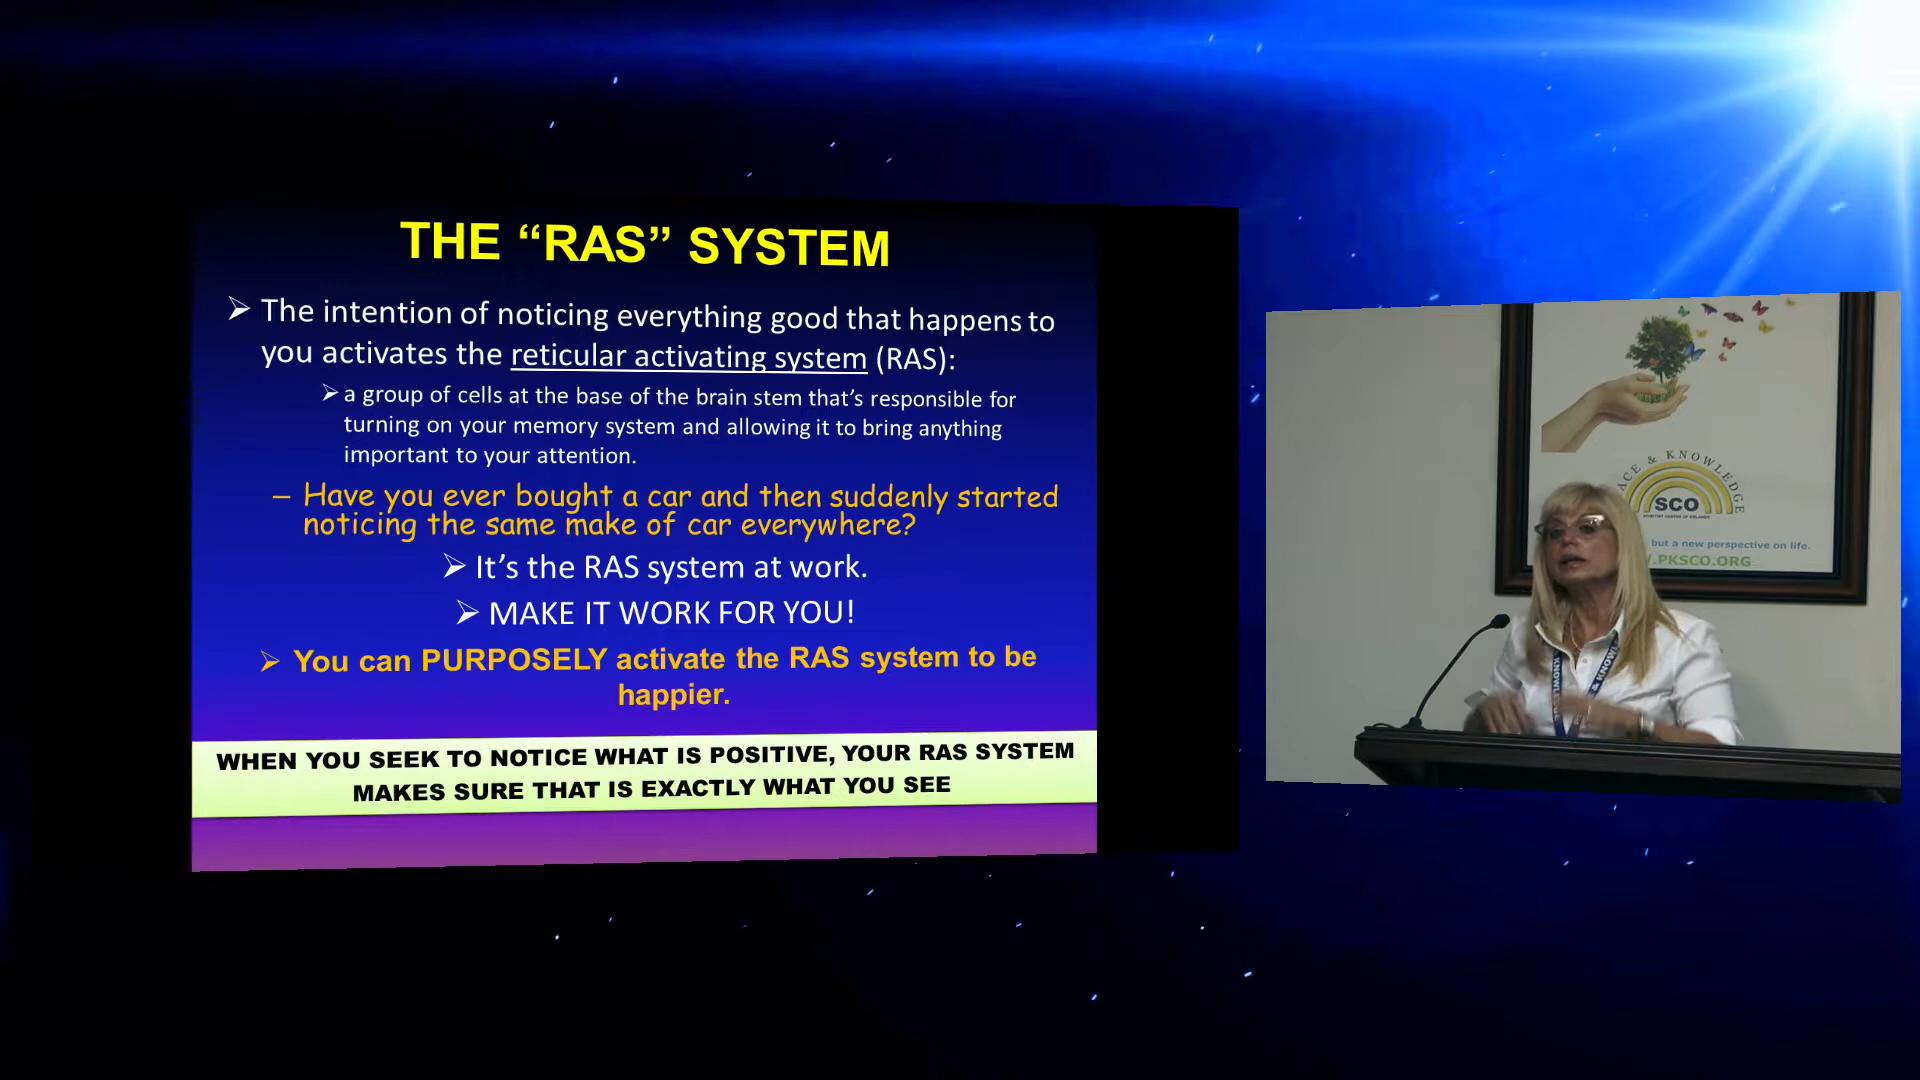 THE “RAS” SYSTEM
➢ The intention of noticing everything good that happens to
you activates the reticular activating system (RAS):
➢ a group of cells at the base of the brain stem that’s responsible for
turning on your memory system and allowing it to bring anything
important to your attention.
– Have you ever bought a car and then suddenly started
noticing the same make of car everywhere?
➢ It’s the RAS system at work.
➢ MAKE IT WORK FOR YOU!
➢ You can PURPOSELY activate the RAS system to be
happier.
WHEN YOU SEEK TO NOTICE WHAT IS POSITIVE, YOUR RAS SYSTEM
MAKES SURE THAT IS EXACTLY WHAT YOU SEE
ACE & KNOWLEDGE
SCO
but a new perspective on life.
.PKSCO.ORG
& KNOW